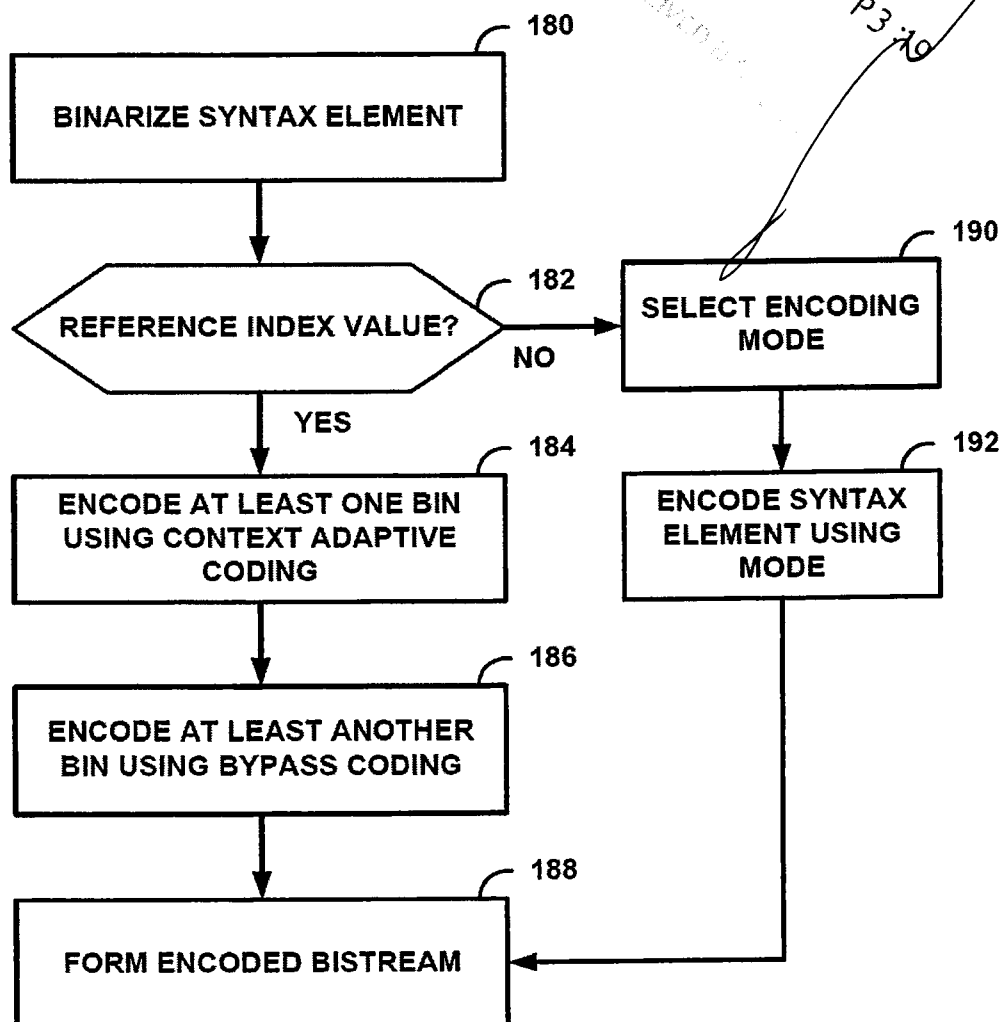 180
BINARIZE SYNTAX ELEMENT
182
REFERENCE INDEX VALUE?
NO
YES
190
SELECT ENCODING
MODE
184
ENCODE AT LEAST ONE BIN
USING CONTEXT ADAPTIVE
CODING
192
ENCODE SYNTAX
ELEMENT USING
MODE
186
ENCODE AT LEAST ANOTHER
BIN USING BYPASS CODING
188
FORM ENCODED BISTREAM